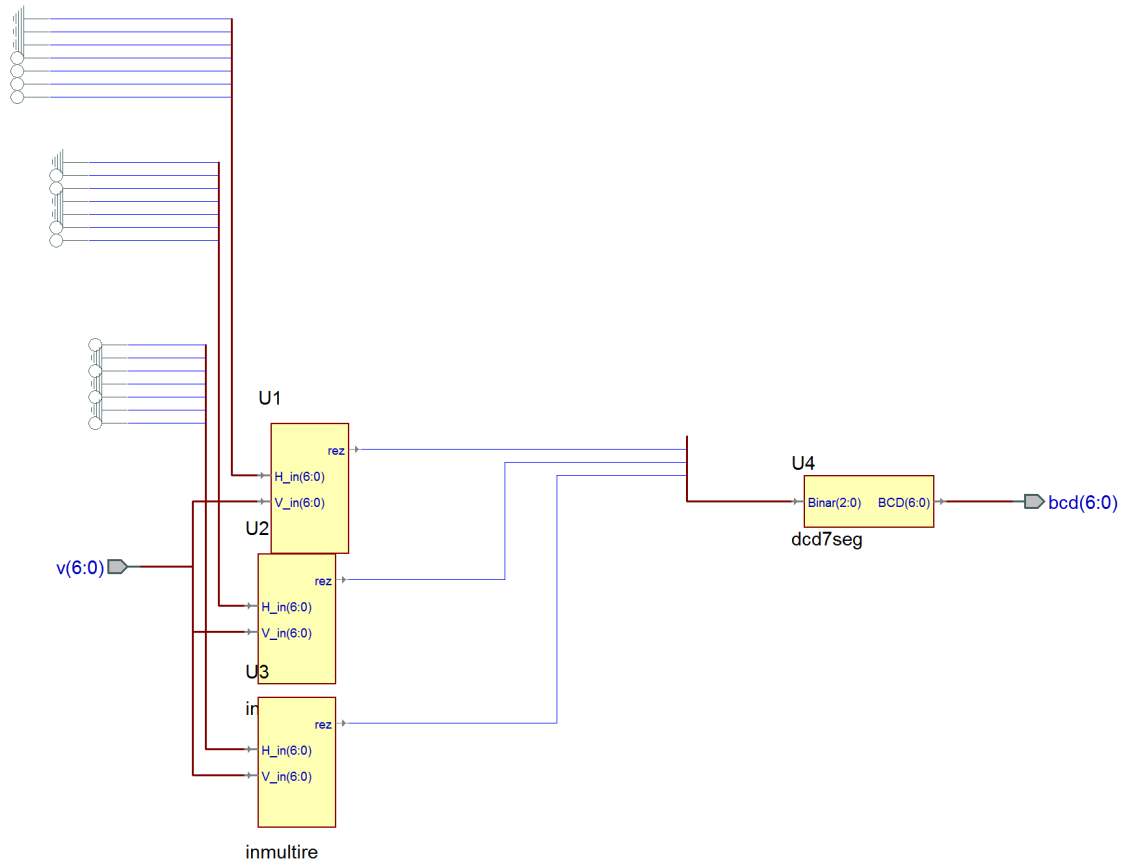 U1
rez
H_in(6:0)
V_in(6:0)
U2
rez
H_in(6:0)
V_in(6:0)
U3
in
rez
H_in(6:0)
V_in(6:0)
inmultire
v(6:0)
U4
Binar(2:0) BCD(6:0)
dcd7seg
bcd(6:0)